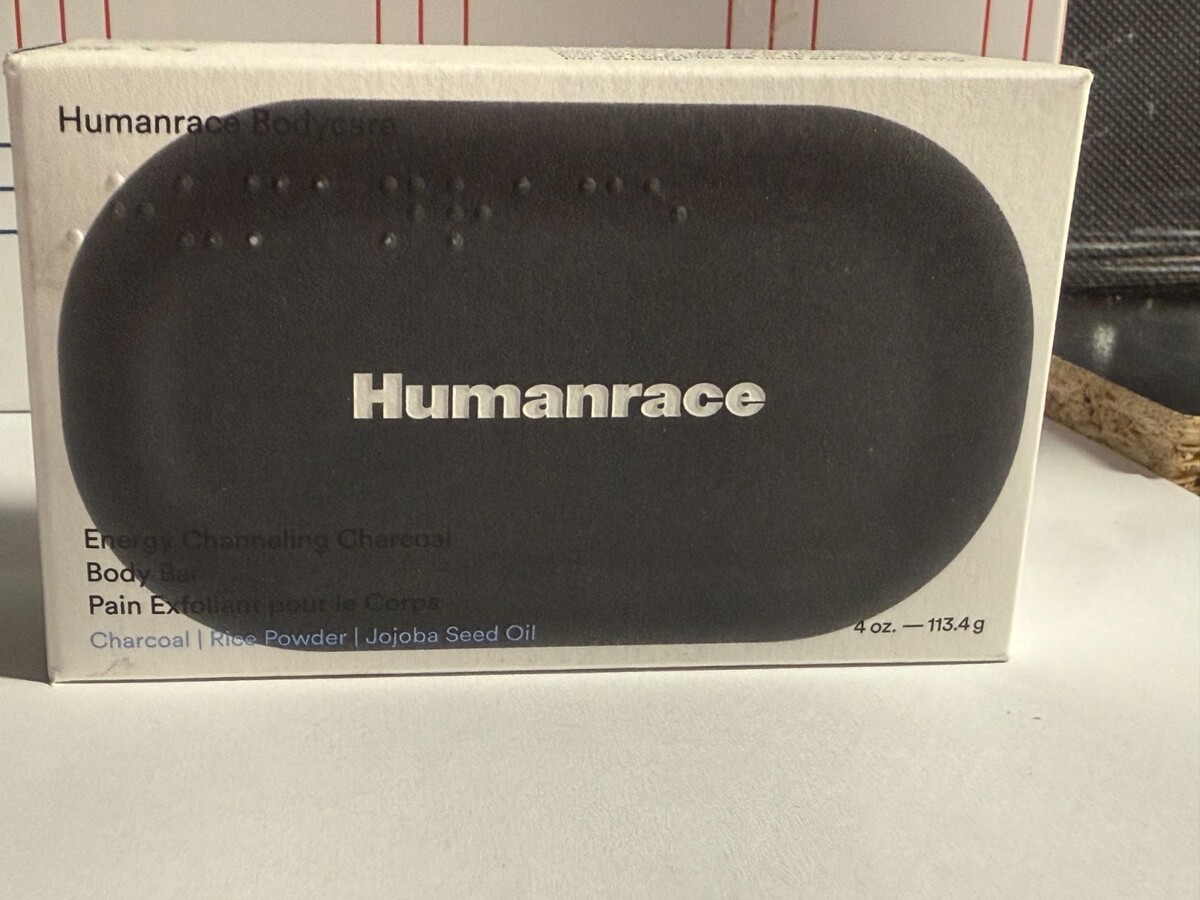 Humanrace Bodycare
⠠⠓⠥⠍⠁⠝⠗⠁⠉⠑
Humanrace
Energy Channeling Charcoal
Body Bar
Pain Exfoliant pour le Corps
Charcoal | Rice Powder | Jojoba Seed Oil
4 oz. — 113.4 g